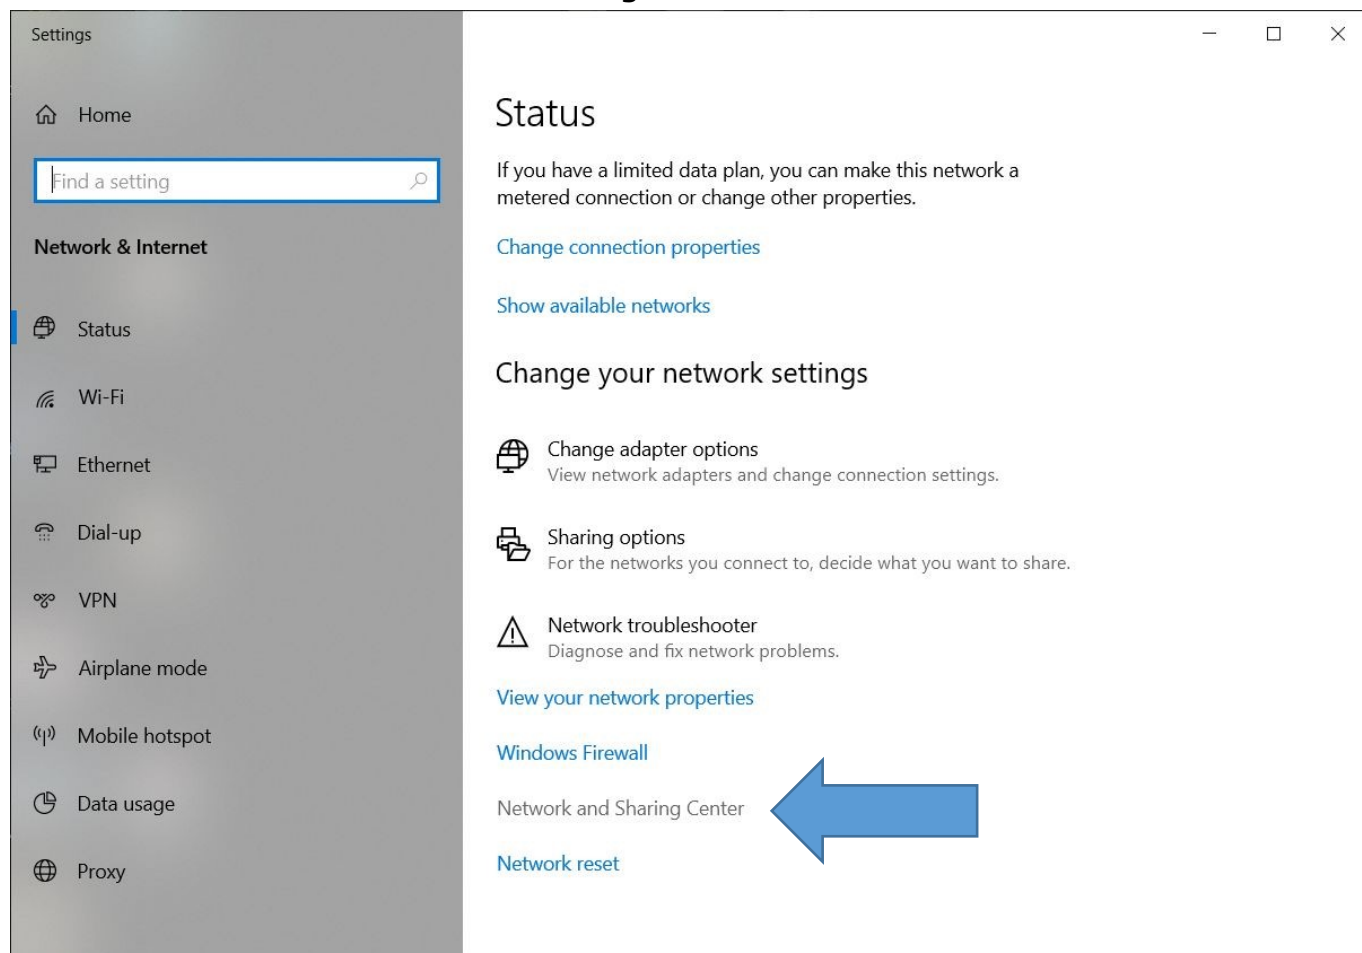 Settings
Home
Find a setting
Network & Internet
Status
Wi-Fi
Ethernet
Dial-up
VPN
Airplane mode
Mobile hotspot
Data usage
Proxy
Status
If you have a limited data plan, you can make this network a
metered connection or change other properties.
Change connection properties
Show available networks
Change your network settings
Change adapter options
View network adapters and change connection settings.
Sharing options
For the networks you connect to, decide what you want to share.
Network troubleshooter
Diagnose and fix network problems.
View your network properties
Windows Firewall
Network and Sharing Center
Network reset